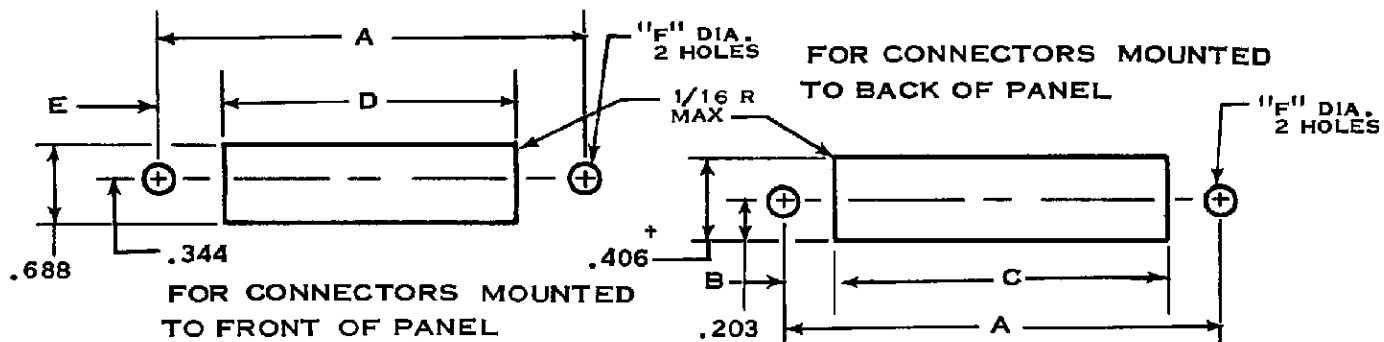 A
"F" DIA.
2 HOLES
E
D
1/16 R
MAX
.688
.344
FOR CONNECTORS MOUNTED
TO FRONT OF PANEL
FOR CONNECTORS MOUNTED
TO BACK OF PANEL
"F" DIA.
2 HOLES
+
.406
B
C
.203
A